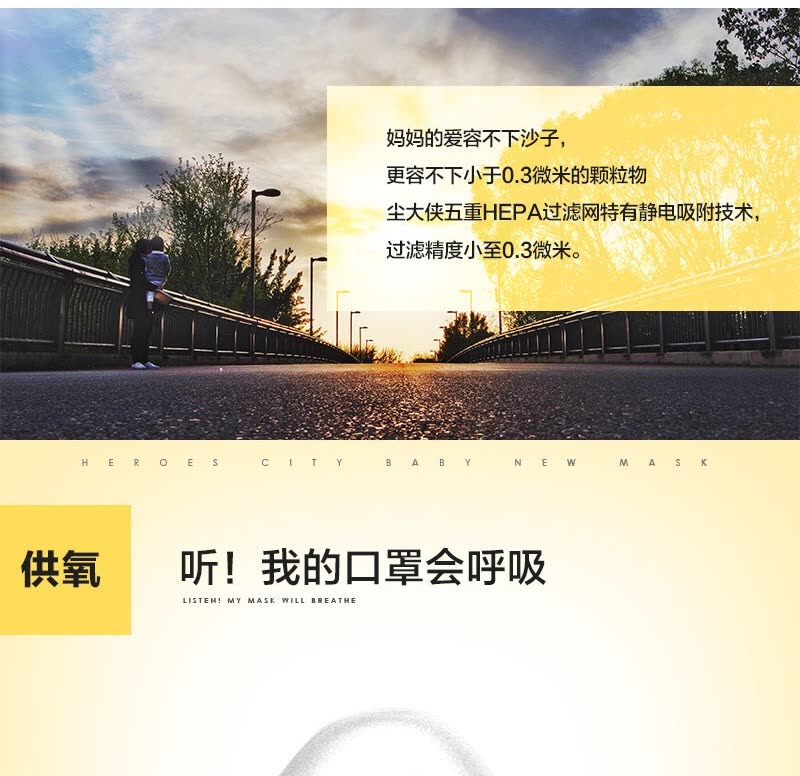 妈妈的爱容不下沙子，
更容不下小于0.3微米的颗粒物
尘大侠五重HEPA过滤网特有静电吸附技术，
过滤精度小至0.3微米。
HEROES CITY BABY NEW MASK
供氧
听！我的口罩会呼吸
LISTEN! MY MASK WILL BREATHE